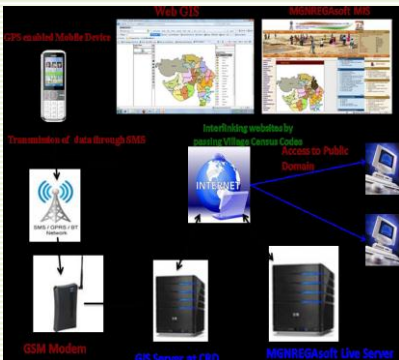 Web GIS
MGNREGAsoft MIS
GPS enabled Mobile Device
Transmission of data through SMS
Interlinking websites by
passing Village Census Codes
Access to Public
Domain
INTERNET
SMS / GPRS / BT
Network
GSM Modem
GIS Server at CRD
MGNREGAsoft Live Server